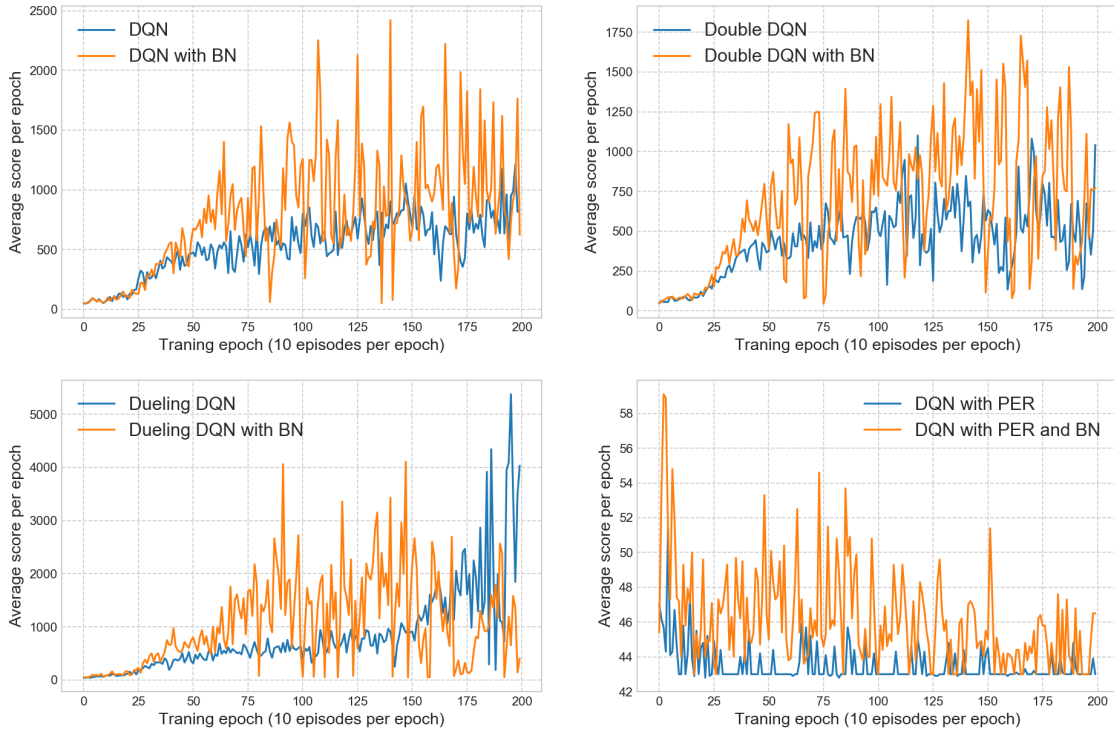 DQN
DQN with BN
Average score per epoch
2500
2000
1500
1000
500
0
0 25 50 75 100 125 150 175 200
Traning epoch (10 episodes per epoch)
Double DQN
Double DQN with BN
Average score per epoch
1750
1500
1250
1000
750
500
250
0
0 25 50 75 100 125 150 175 200
Traning epoch (10 episodes per epoch)
Dueling DQN
Dueling DQN with BN
Average score per epoch
5000
4000
3000
2000
1000
0
0 25 50 75 100 125 150 175 200
Traning epoch (10 episodes per epoch)
DQN with PER
DQN with PER and BN
Average score per epoch
58
56
54
52
50
48
46
44
42
0 25 50 75 100 125 150 175 200
Traning epoch (10 episodes per epoch)